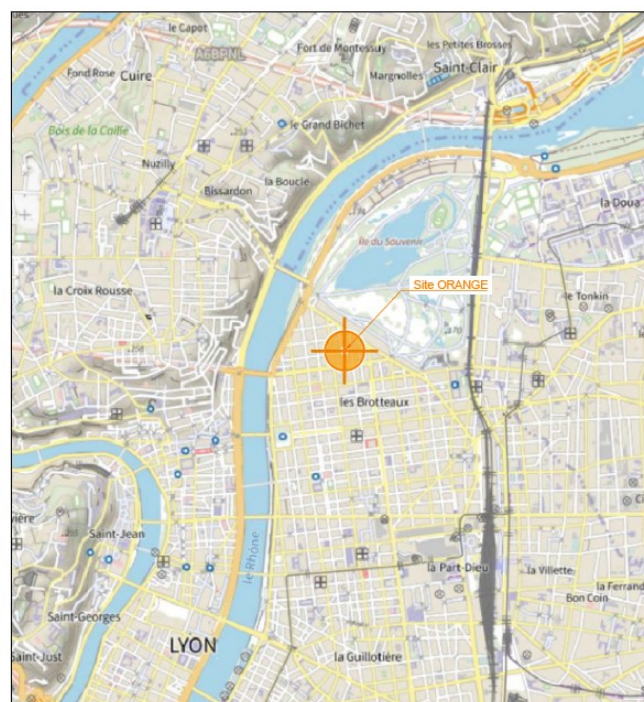 le Capot
Fort de Montessuy
les Petites Brosses
Saint-Clair
Fond Rose
Cuire
Margnolles
Bois de la Caille
253
le Grand Bichet
Nuzilly
la Boucle
Bissardon
la Doua
Ile du Souvenir
la Croix Rousse
Site ORANGE
le Tonkin
170
les Brotteaux
Saint-Jean
le Rhône
la Part-Dieu
la Villette
la Ferrand
Bon Coin
Saint-Georges
LYON
Saint-Just
la Guillotière